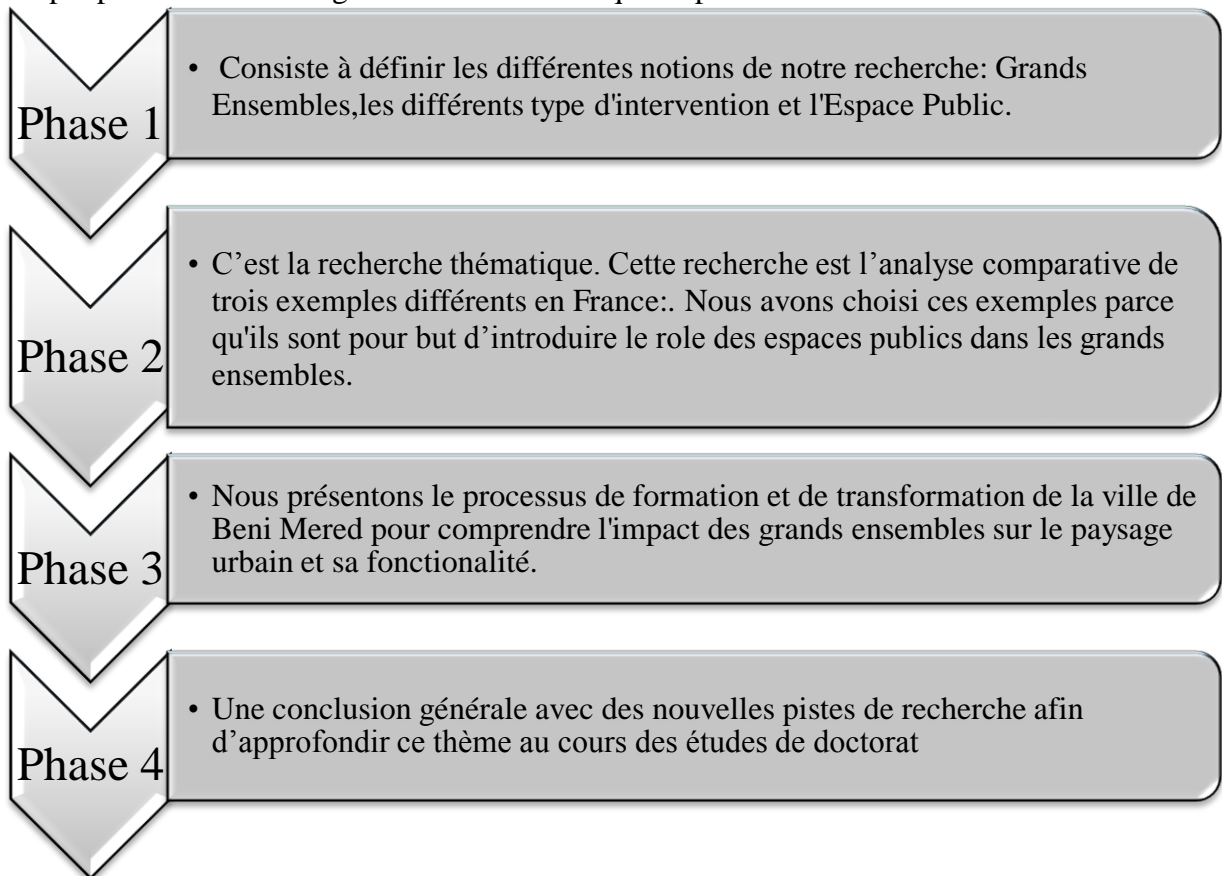 Phase 1
• Consiste à définir les différentes notions de notre recherche: Grands
Ensembles,les différents type d'intervention et l'Espace Public.
Phase 2
• C’est la recherche thématique. Cette recherche est l’analyse comparative de
trois exemples différents en France:. Nous avons choisi ces exemples parce
qu'ils sont pour but d’introduire le role des espaces publics dans les grands
ensembles.
Phase 3
• Nous présentons le processus de formation et de transformation de la ville de
Beni Mered pour comprendre l'impact des grands ensembles sur le paysage
urbain et sa fonctionalité.
Phase 4
• Une conclusion générale avec des nouvelles pistes de recherche afin
d’approfondir ce thème au cours des études de doctorat